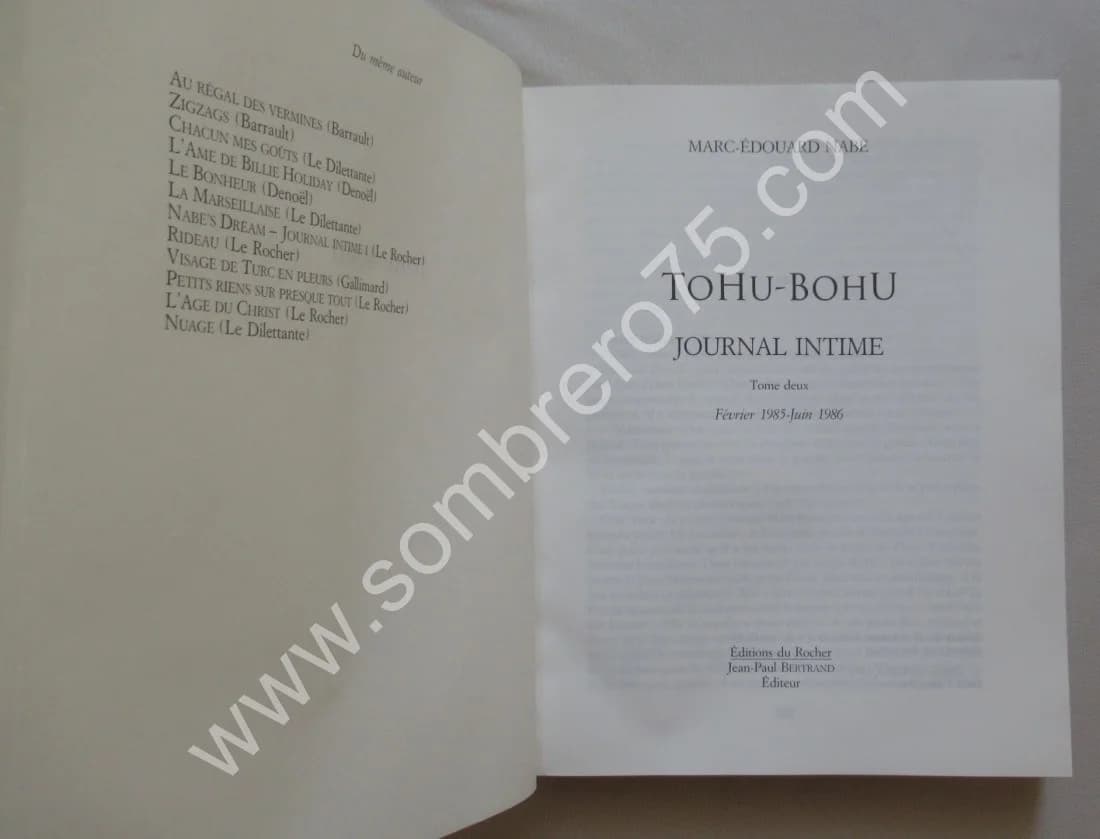 Du même auteur
AU RÉGAL DES VERMINES (Barrault)
ZIGZAGS (Barrault)
CHACUN MES GOÛTS (Le Dilettante)
L'AME DE BILLIE HOLIDAY (Denoël)
LE BONHEUR (Denoël)
LA MARSEILLAISE (Le Dilettante)
NABE'S DREAM – JOURNAL INTIME I (Le Rocher)
RIDEAU (Le Rocher)
VISAGE DE TURC EN PLEURS (Gallimard)
PETITS RIENS SUR PRESQUE TOUT (Le Rocher)
L'AGE DU CHRIST (Le Rocher)
NUAGE (Le Dilettante)
MARC-ÉDOUARD NABE
TOHU-BOHU
JOURNAL INTIME
Tome deux
Février 1985-Juin 1986
Éditions du Rocher
Jean-Paul BERTRAND
Éditeur
www.sombrero75.com